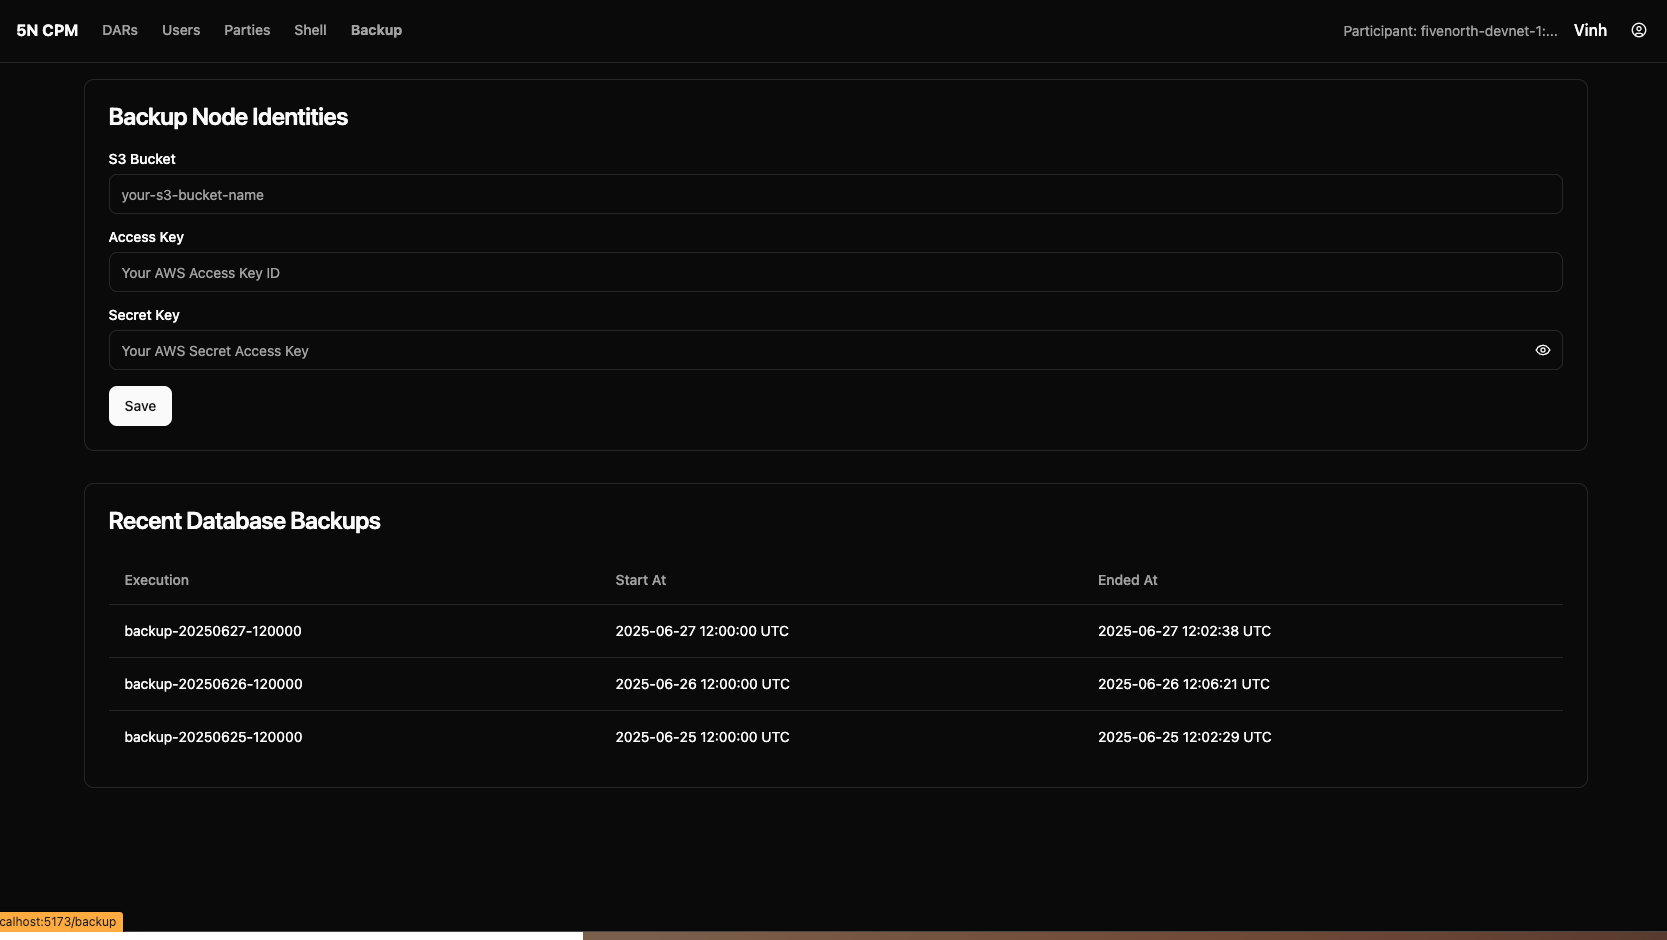 5N CPM DARs Users Parties Shell Backup Participant: fivenorth-devnet-1:... Vinh
Backup Node Identities
S3 Bucket
your-s3-bucket-name
Access Key
Your AWS Access Key ID
Secret Key
Your AWS Secret Access Key
Save
Recent Database Backups
Execution Start At Ended At
backup-20250627-120000 2025-06-27 12:00:00 UTC 2025-06-27 12:02:38 UTC
backup-20250626-120000 2025-06-26 12:00:00 UTC 2025-06-26 12:06:21 UTC
backup-20250625-120000 2025-06-25 12:00:00 UTC 2025-06-25 12:02:29 UTC
calhost:5173/backup